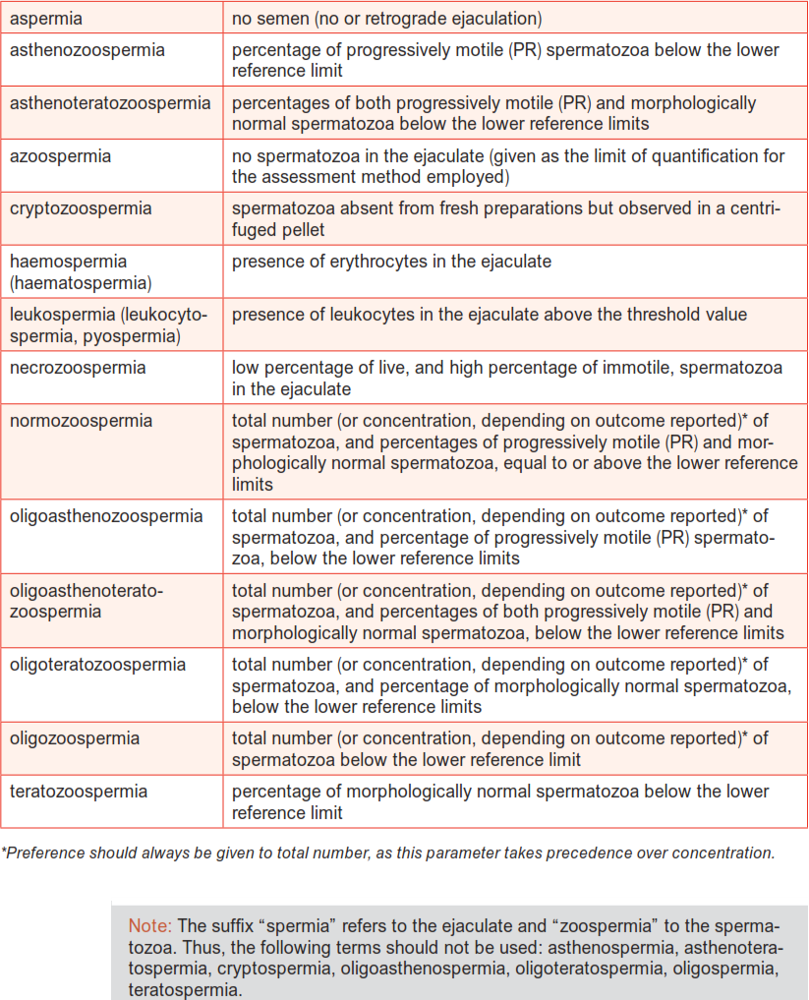 aspermia
no semen (no or retrograde ejaculation)
asthenozoospermia
percentage of progressively motile (PR) spermatozoa below the lower
reference limit
asthenoteratozoospermia
percentages of both progressively motile (PR) and morphologically
normal spermatozoa below the lower reference limits
azoospermia
no spermatozoa in the ejaculate (given as the limit of quantification for
the assessment method employed)
cryptozoospermia
spermatozoa absent from fresh preparations but observed in a centri-
fuged pellet
haemospermia
(haematospermia)
presence of erythrocytes in the ejaculate
leukospermia (leukocyto-
spermia, pyospermia)
presence of leukocytes in the ejaculate above the threshold value
necrozoospermia
low percentage of live, and high percentage of immotile, spermatozoa
in the ejaculate
normozoospermia
total number (or concentration, depending on outcome reported)* of
spermatozoa, and percentages of progressively motile (PR) and mor-
phologically normal spermatozoa, equal to or above the lower reference
limits
oligoasthenozoospermia
total number (or concentration, depending on outcome reported)* of
spermatozoa, and percentage of progressively motile (PR) spermato-
zoa, below the lower reference limits
oligoasthenoterato-
zoospermia
total number (or concentration, depending on outcome reported)* of
spermatozoa, and percentages of both progressively motile (PR) and
morphologically normal spermatozoa, below the lower reference limits
oligoteratozoospermia
total number (or concentration, depending on outcome reported)* of
spermatozoa, and percentage of morphologically normal spermatozoa,
below the lower reference limits
oligozoospermia
total number (or concentration, depending on outcome reported)* of
spermatozoa below the lower reference limit
teratozoospermia
percentage of morphologically normal spermatozoa below the lower
reference limit
*Preference should always be given to total number, as this parameter takes precedence over concentration.
Note: The suffix “spermia” refers to the ejaculate and “zoospermia” to the sperma-
tozoa. Thus, the following terms should not be used: asthenospermia, asthenotera-
tospermia, cryptospermia, oligoasthenospermia, oligoteratospermia, oligospermia,
teratospermia.